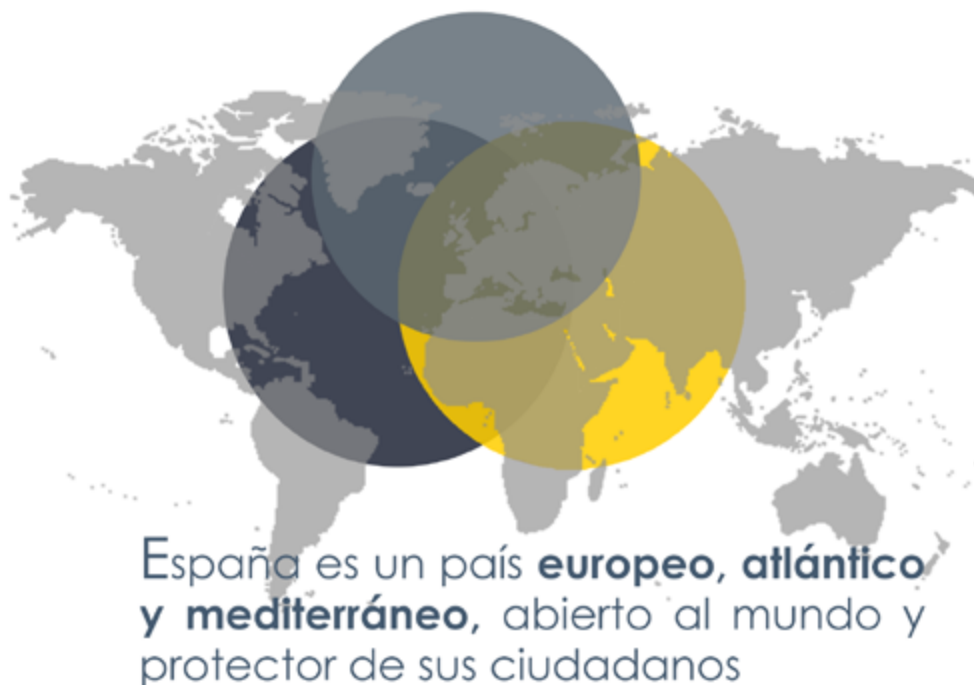 España es un país europeo, atlántico
y mediterráneo, abierto al mundo y
protector de sus ciudadanos